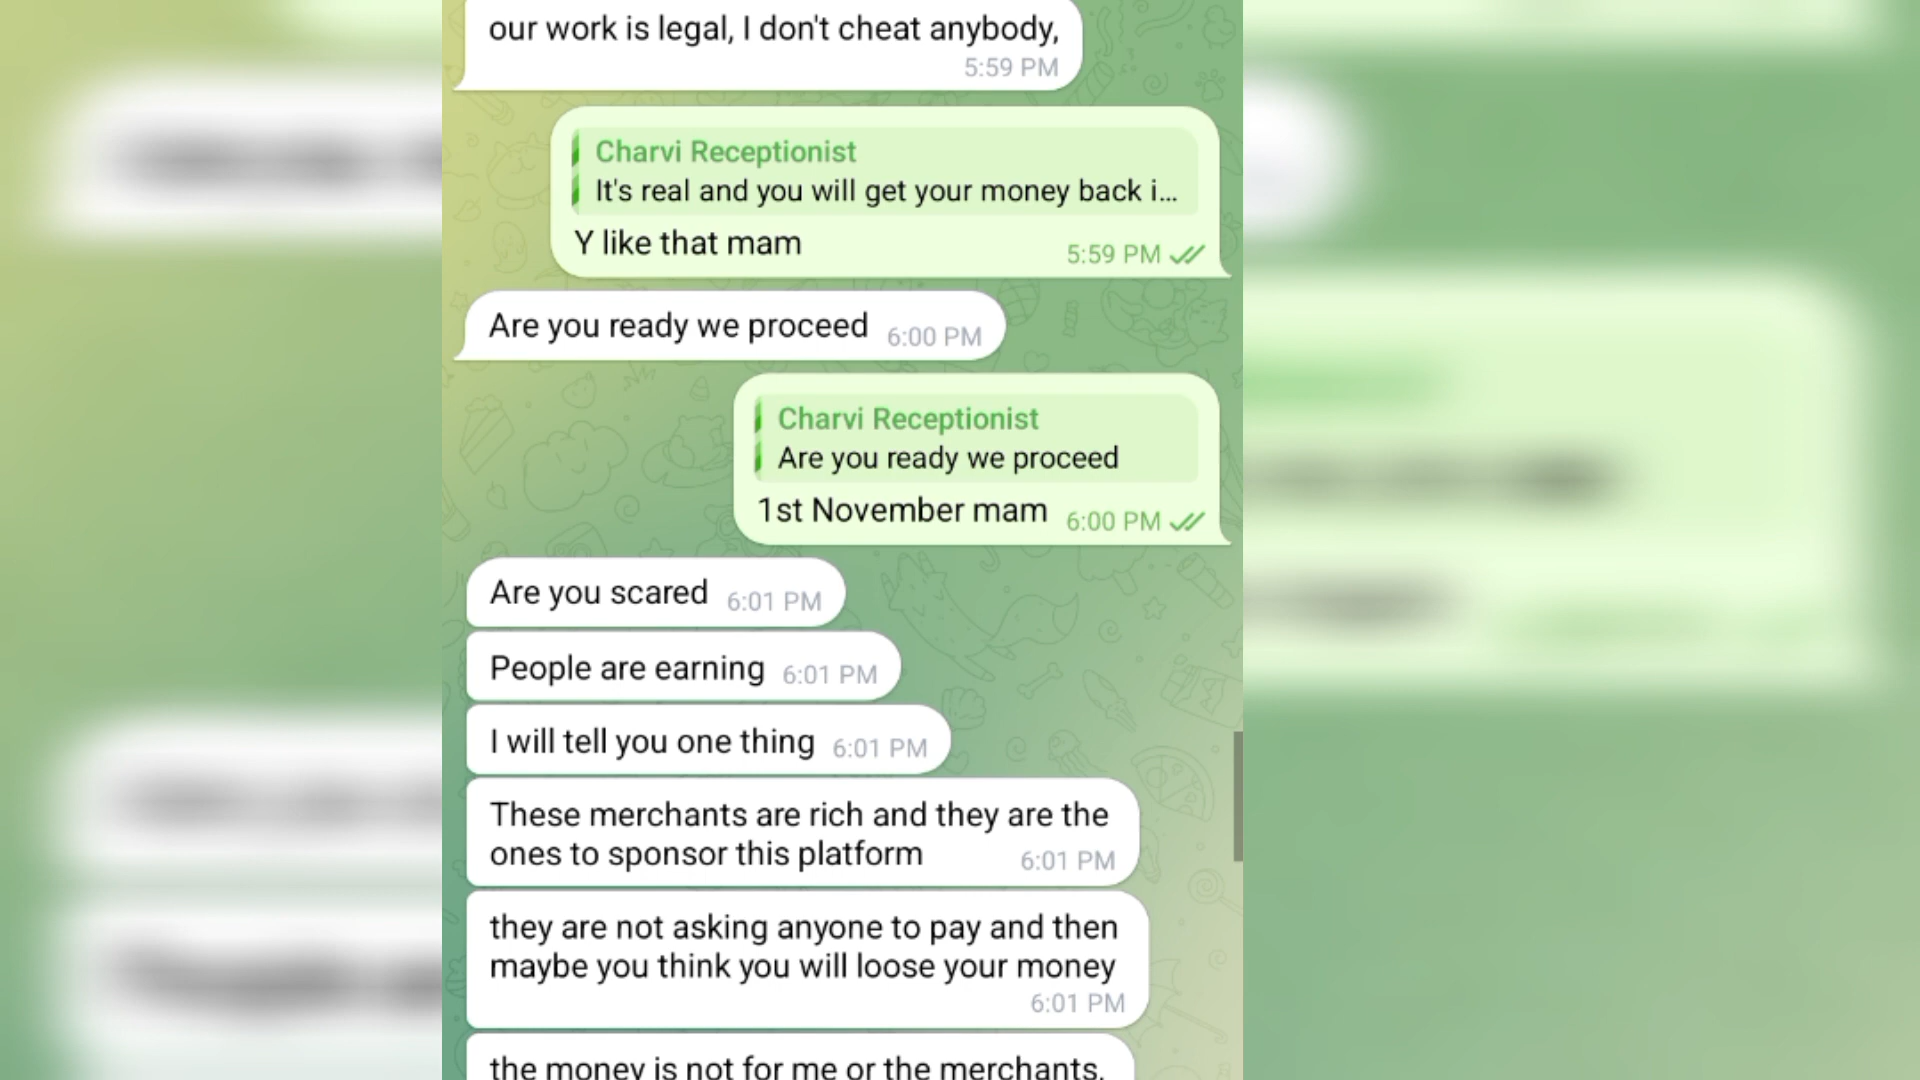 our work is legal, I don't cheat anybody,
5:59 PM
Charvi Receptionist
It's real and you will get your money back i...
Y like that mam 5:59 PM
Are you ready we proceed 6:00 PM
Charvi Receptionist
Are you ready we proceed
1st November mam 6:00 PM
Are you scared 6:01 PM
People are earning 6:01 PM
I will tell you one thing 6:01 PM
These merchants are rich and they are the
ones to sponsor this platform 6:01 PM
they are not asking anyone to pay and then
maybe you think you will loose your money
6:01 PM
the money is not for me or the merchants,